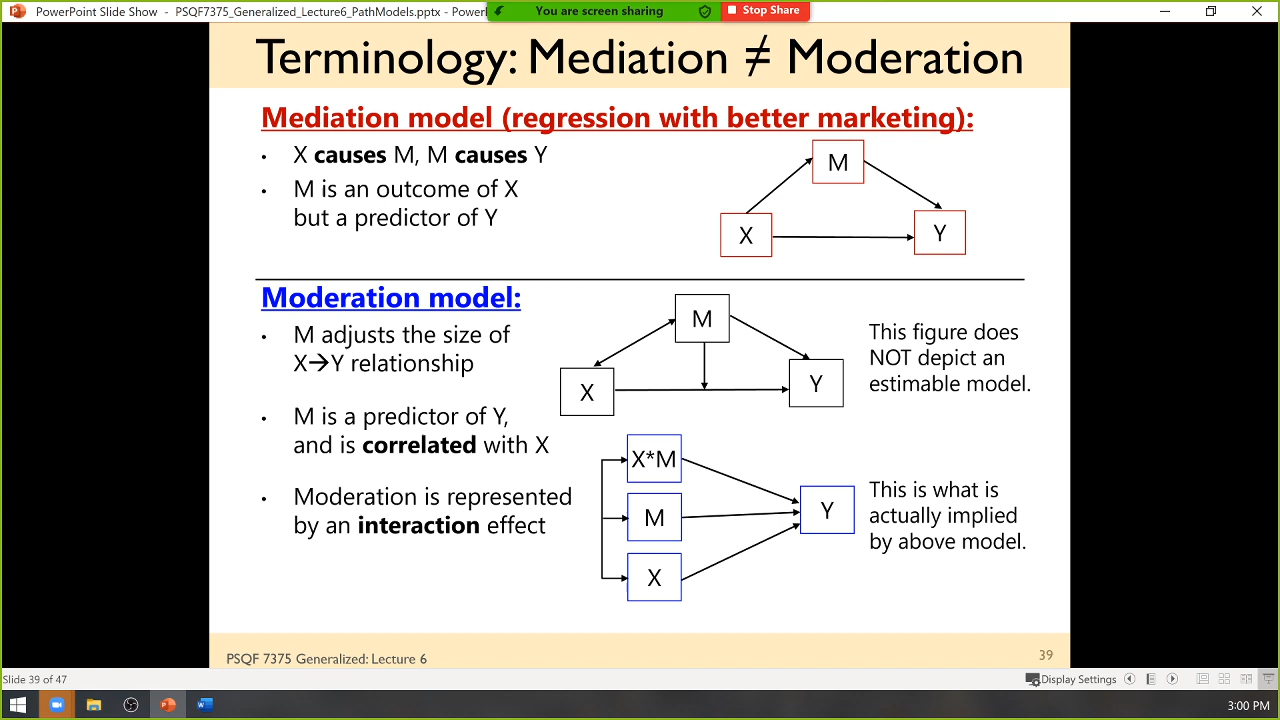 PowerPoint Slide Show - PSQF7375_Generalized_Lecture6_PathModels.pptx - Power
You are screen sharing
Stop Share
Terminology: Mediation ≠ Moderation
Mediation model (regression with better marketing):
• X causes M, M causes Y
• M is an outcome of X
but a predictor of Y
M
X
Y
Moderation model:
• M adjusts the size of
X→Y relationship
• M is a predictor of Y,
and is correlated with X
• Moderation is represented
by an interaction effect
M
X
Y
This figure does
NOT depict an
estimable model.
X*M
M
X
Y
This is what is
actually implied
by above model.
PSQF 7375 Generalized: Lecture 6
39
Slide 39 of 47
Display Settings
3:00 PM